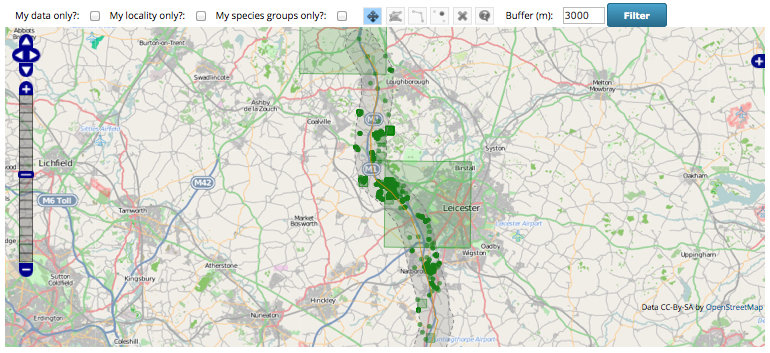 My data only?:
My locality only?:
My species groups only?:
Buffer (m):
3000
Filter
Abbots
Burton-on-Trent
Loughborough
Swadlincote
Melton
Mowbray
Ashby
de la Zouch
Coalville
M1
Syston
Lichfield
M1
Birstall
Oakham
M42
M6 Toll
Tamworth
Market
Bosworth
Leicester
Leicester Airport
Oadby
Wigston
Atherstone
Uppingham
Kingsbury
Sutton
Coldfield
Hinckley
Nuneaton
Erdington
Coleshill
Data CC-By-SA by OpenStreetMap